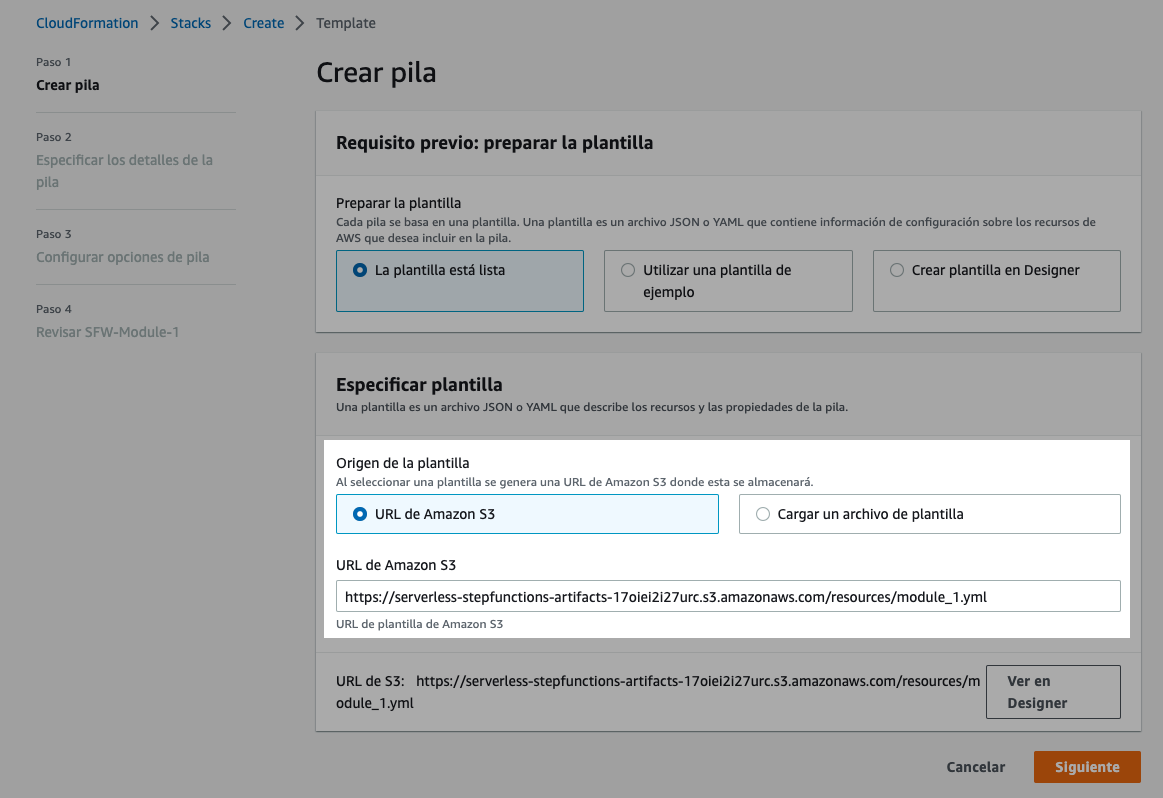 CloudFormation > Stacks > Create > Template
Paso 1
Crear pila
Paso 2
Especificar los detalles de la
pila
Paso 3
Configurar opciones de pila
Paso 4
Revisar SFW-Module-1
Crear pila
Requisito previo: preparar la plantilla
Preparar la plantilla
Cada pila se basa en una plantilla. Una plantilla es un archivo JSON o YAML que contiene información de configuración sobre los recursos de
AWS que desea incluir en la pila.
La plantilla está lista
Utilizar una plantilla de
ejemplo
Crear plantilla en Designer
Especificar plantilla
Una plantilla es un archivo JSON o YAML que describe los recursos y las propiedades de la pila.
Origen de la plantilla
Al seleccionar una plantilla se genera una URL de Amazon S3 donde esta se almacenará.
URL de Amazon S3
Cargar un archivo de plantilla
URL de Amazon S3
https://serverless-stepfunctions-artifacts-17oiei2i27urc.s3.amazonaws.com/resources/module_1.yml
URL de plantilla de Amazon S3
URL de S3: https://serverless-stepfunctions-artifacts-17oiei2i27urc.s3.amazonaws.com/resources/m
odule_1.yml
Ver en
Designer
Cancelar
Siguiente